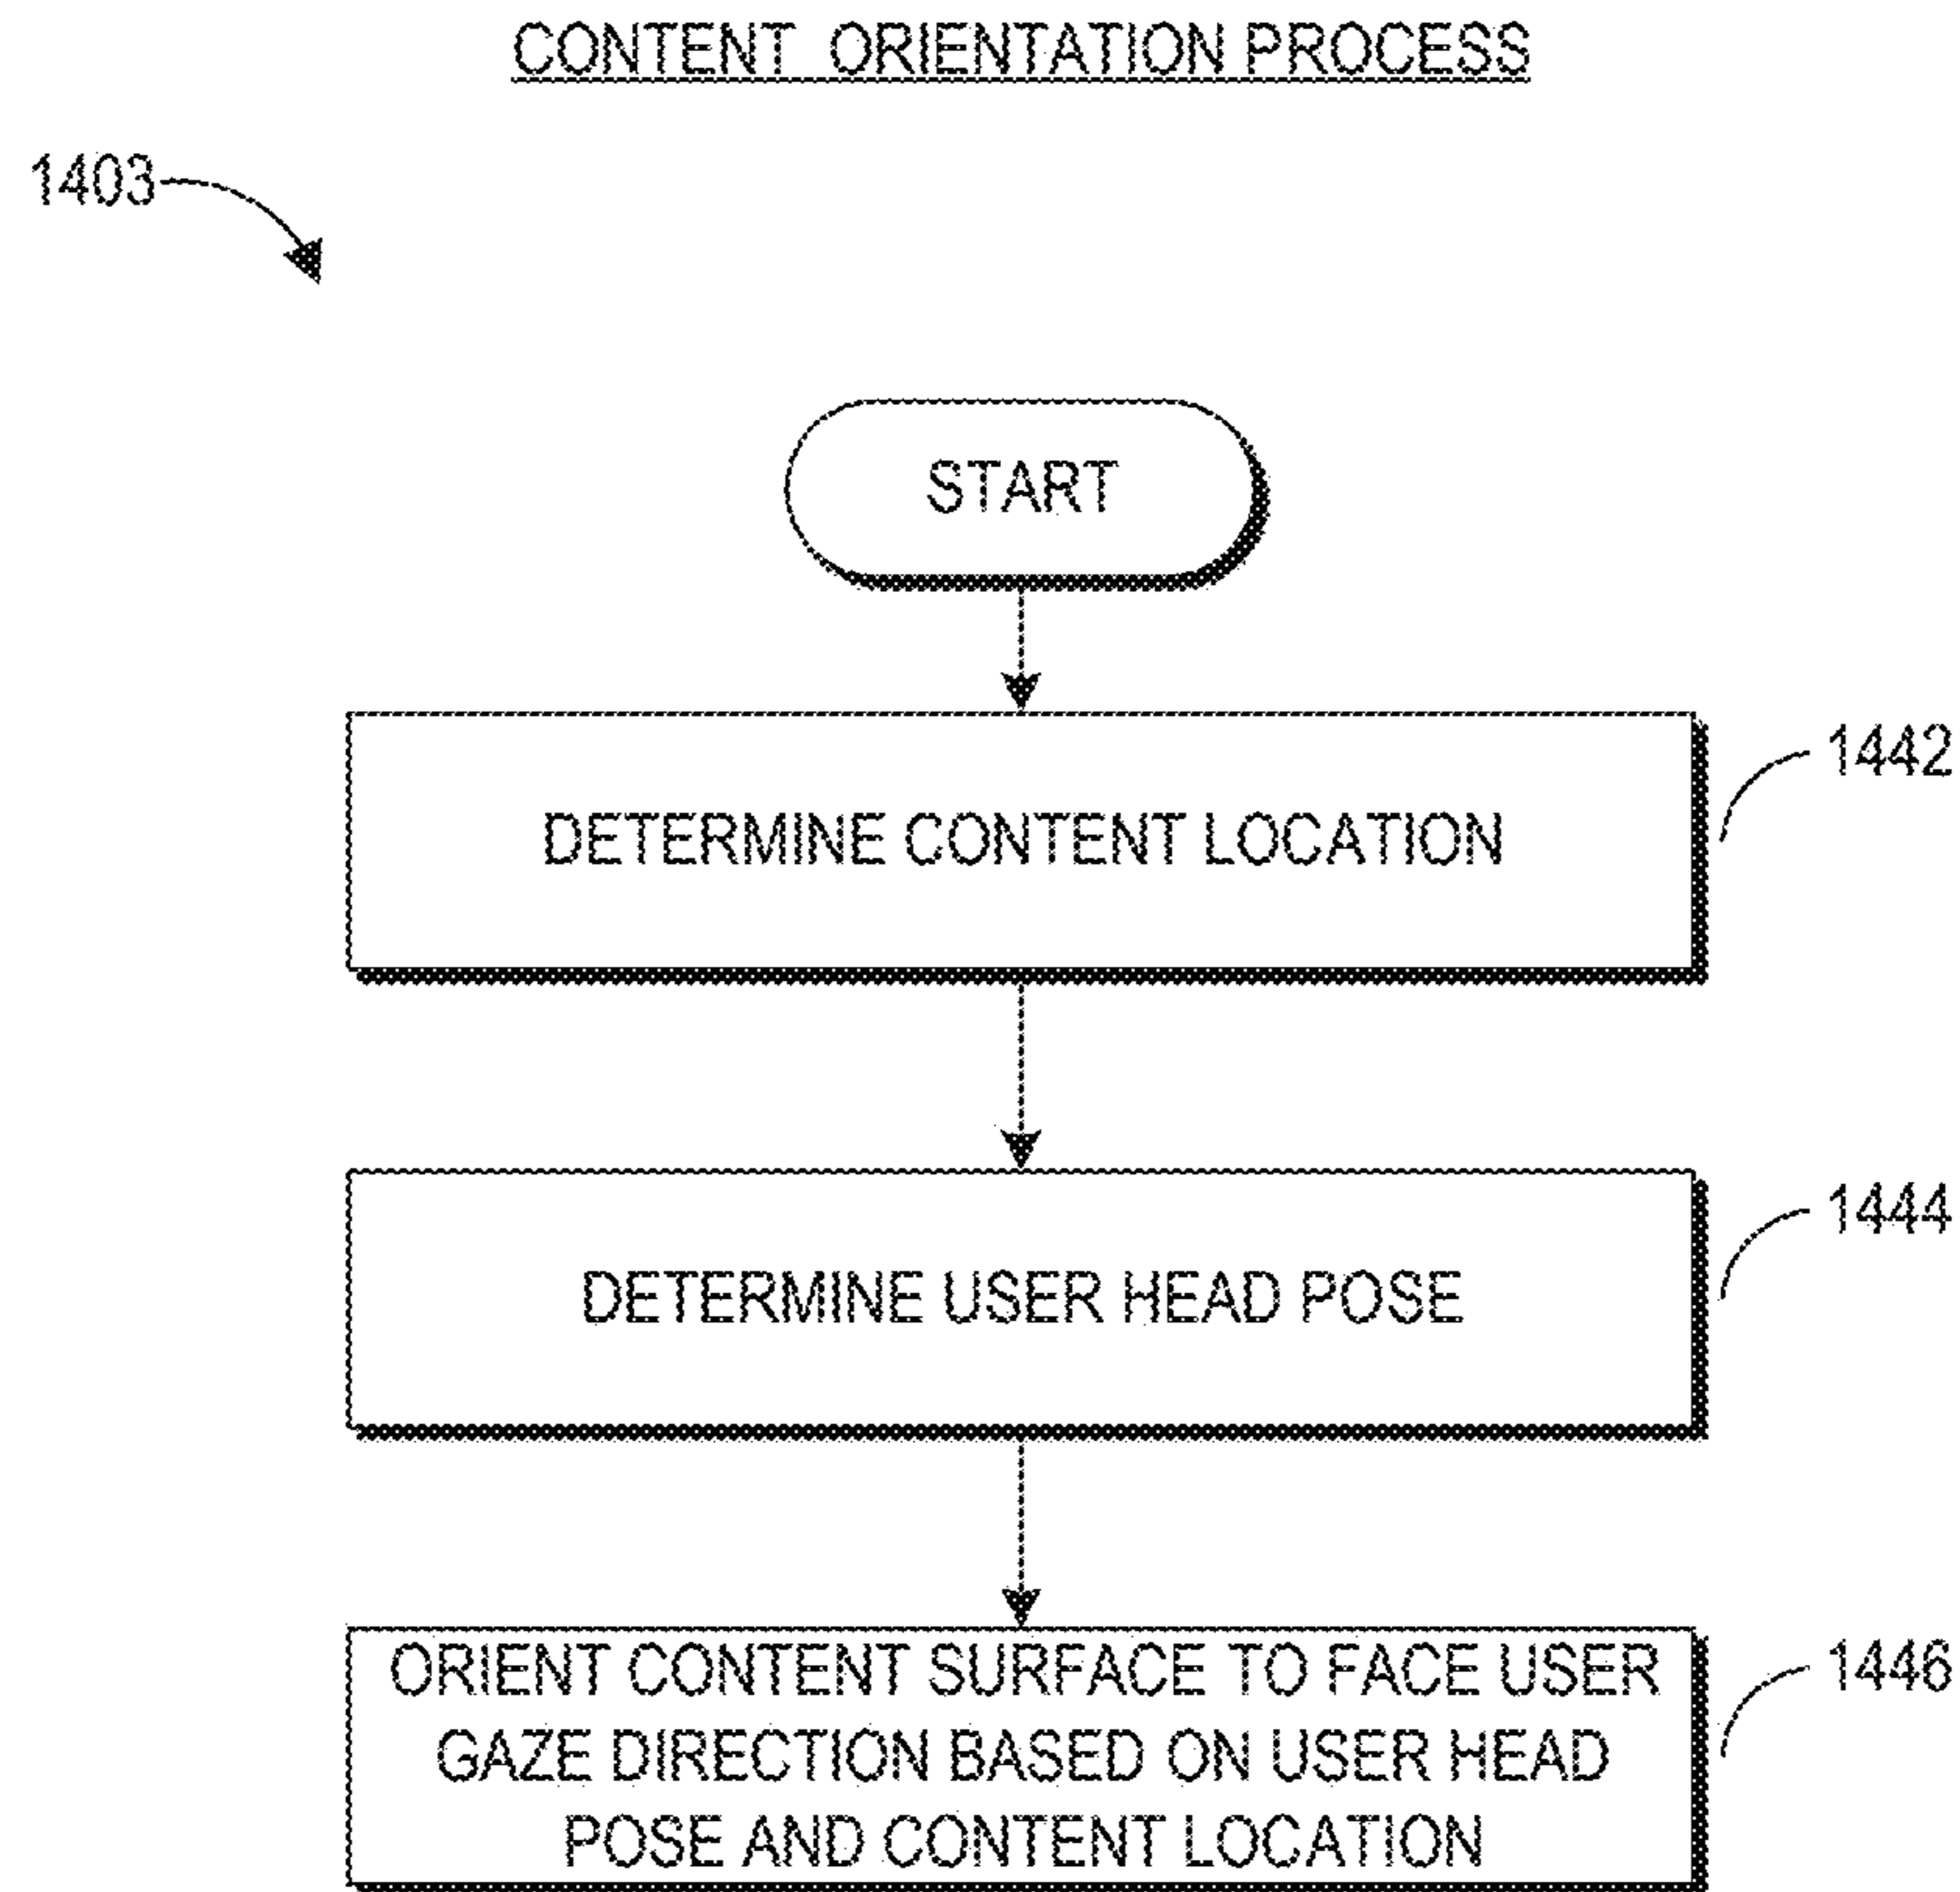 CONTENT ORIENTATION PROCESS
1403
START
1442
DETERMINE CONTENT LOCATION
1444
DETERMINE USER HEAD POSE
1446
ORIENT CONTENT SURFACE TO FACE USER
GAZE DIRECTION BASED ON USER HEAD
POSE AND CONTENT LOCATION